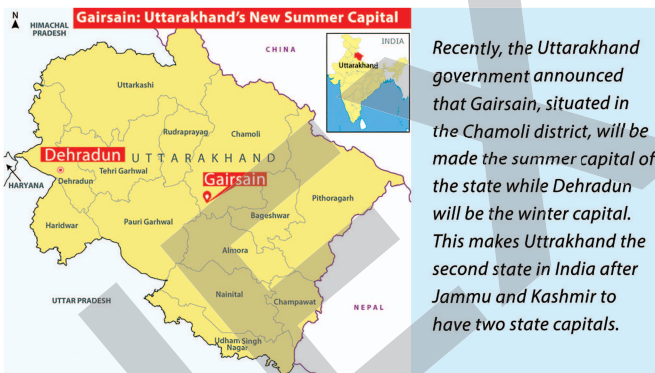 Gairsain: Uttarakhand's New Summer Capital
N
HIMACHAL
PRADESH
CHINA
INDIA
Uttarakhand
Uttarkashi
Rudraprayag
Chamoli
Dehradun
UTTARAKHAND
Tehri Garhwal
Gairsain
HARYANA
Dehradun
Pithoragarh
Haridwar
Pauri Garhwal
Bageshwar
Almora
UTTAR PRADESH
Nainital
Champawat
NEPAL
Udham Singh
Nagar
Recently, the Uttarakhand
government announced
that Gairsain, situated in
the Chamoli district, will be
made the summer capital of
the state while Dehradun
will be the winter capital.
This makes Uttrakhand the
second state in India after
Jammu and Kashmir to
have two state capitals.